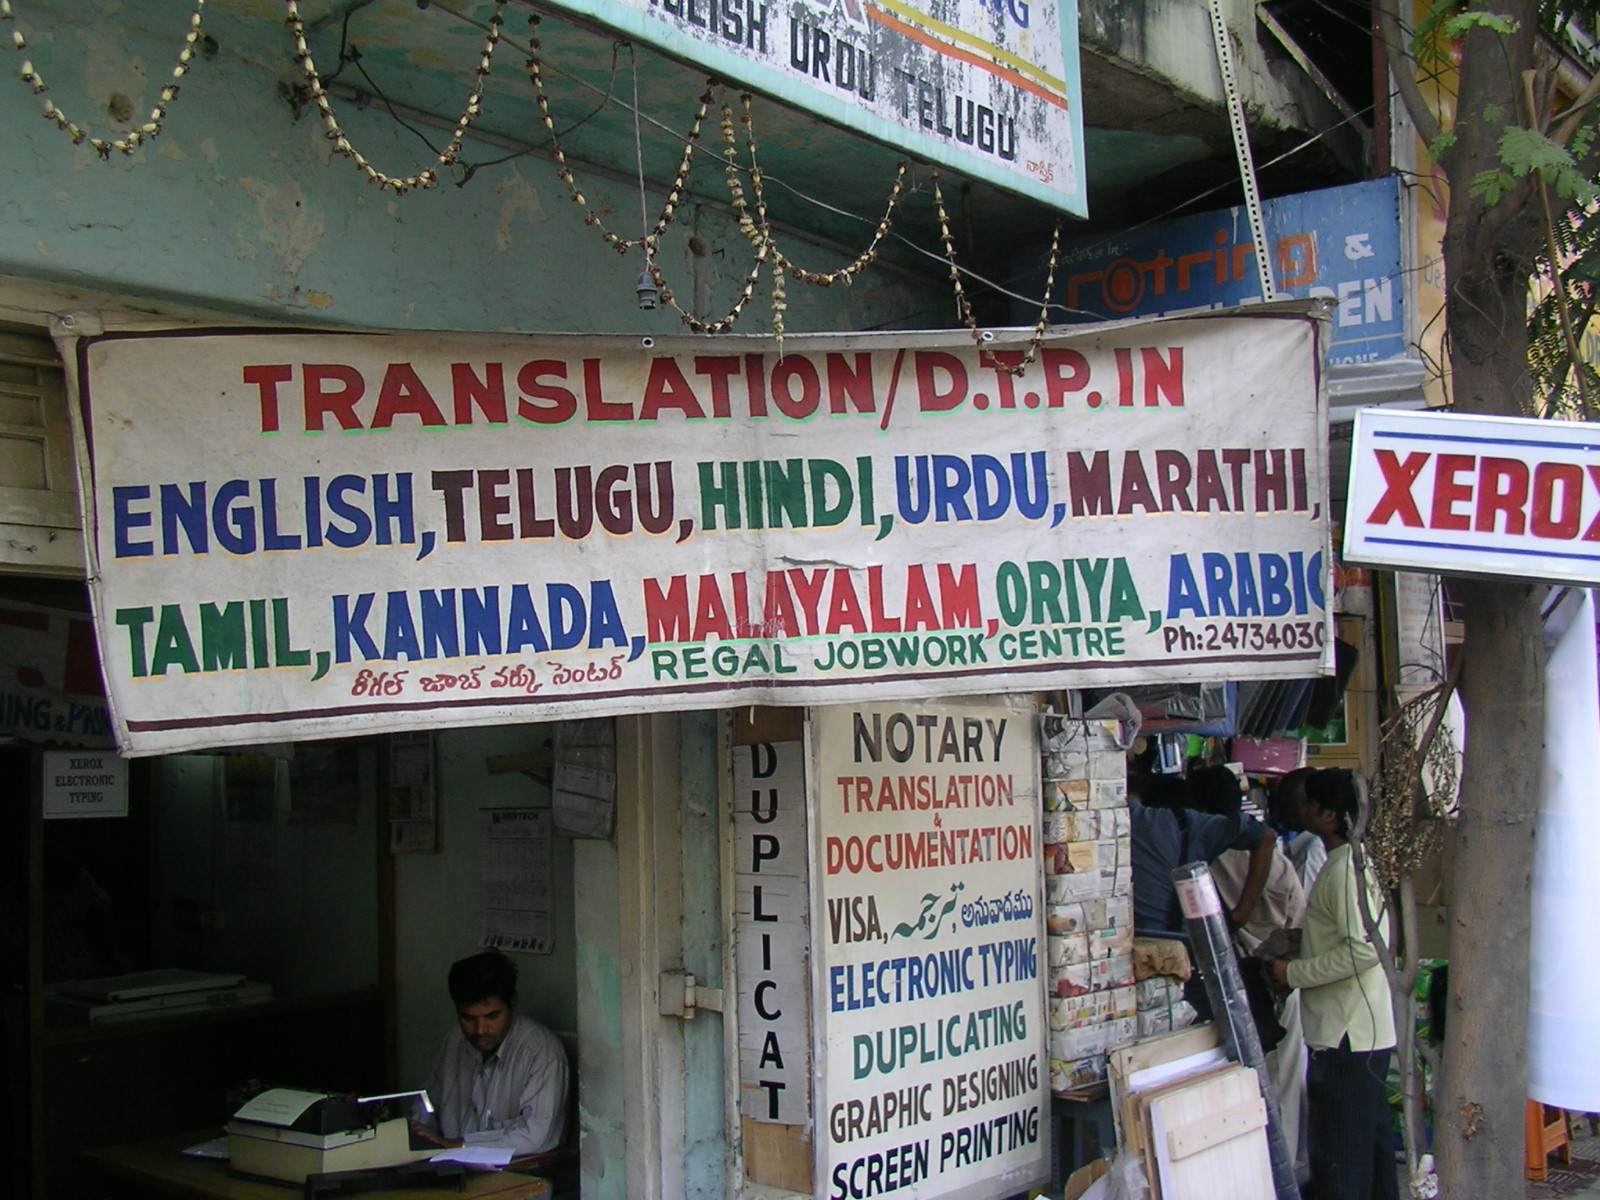 ENGLISH URDU TELUGU
rotring &
PEN
TRANSLATION/D.T.P. IN
ENGLISH, TELUGU, HINDI, URDU, MARATHI,
TAMIL, KANNADA, MALAYALAM, ORIYA, ARABIC
రీగల్ జాబ్ వర్కు సెంటర్ REGAL JOBWORK CENTRE Ph:2473403
XEROX
XEROX
ELECTRONIC
TYPING
DUPLICAT
NOTARY
TRANSLATION
&
DOCUMENTATION
VISA, ترجمہ, అనువాదము
ELECTRONIC TYPING
DUPLICATING
GRAPHIC DESIGNING
SCREEN PRINTING